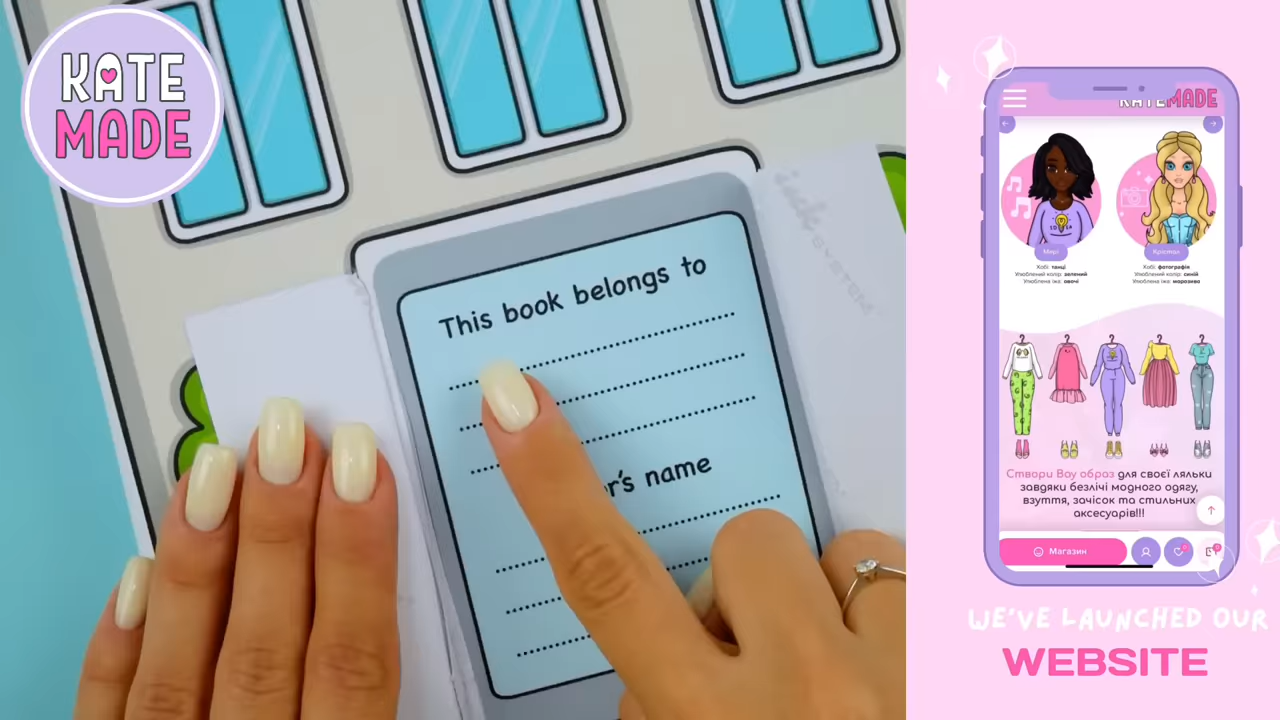 KATE
MADE
This book belongs to
name
KATEMADE
Мері
Хобі: танці
Улюблений колір: зелений
Улюблена їжа: овочі
Крістал
Хобі: фотографія
Улюблений колір: синій
Улюблена їжа: морозиво
Створи Вау образ для своєї ляльки
завдяки безлічі модного одягу,
взуття, зачісок та стильних
аксесуарів!!!
Магазин
WE'VE LAUNCHED OUR
WEBSITE